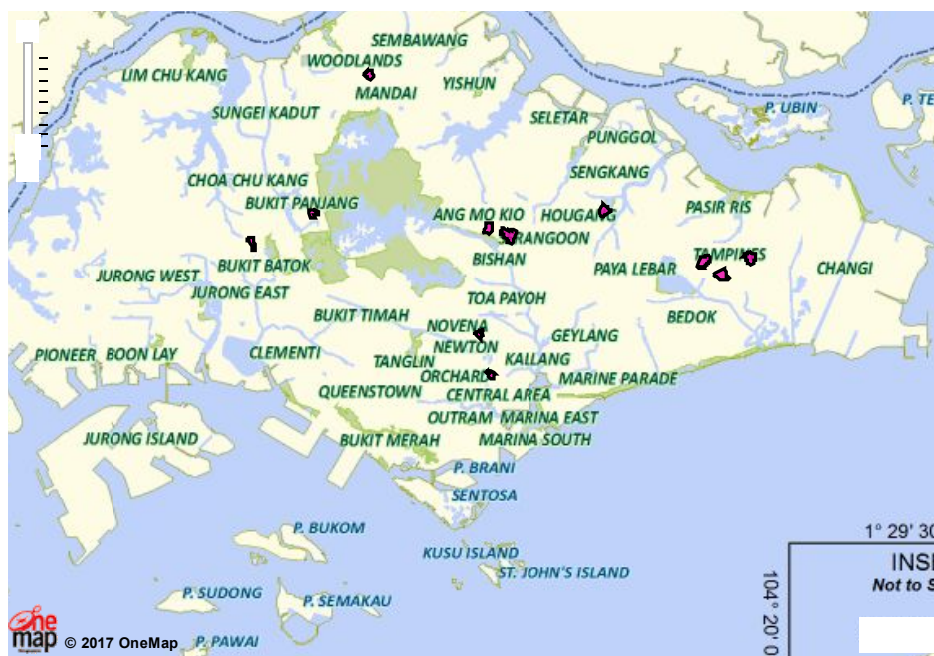 SEMBAWANG
WOODLANDS
LIM CHU KANG
MANDAI
YISHUN
SUNGEI KADUT
SELETAR
P. UBIN
P. TE
PUNGGOL
SENGKANG
CHOA CHU KANG
BUKIT PANJANG
ANG MO KIO
HOUGANG
PASIR RIS
SERANGOON
BISHAN
TAMPINES
BUKIT BATOK
JURONG WEST
PAYA LEBAR
CHANGI
JURONG EAST
TOA PAYOH
BUKIT TIMAH
NOVENA
GEYLANG
BEDOK
NEWTON
PIONEER
BOON LAY
CLEMENTI
TANGLIN
KALLANG
ORCHARD
MARINE PARADE
QUEENSTOWN
CENTRAL AREA
OUTRAM
MARINA EAST
JURONG ISLAND
BUKIT MERAH
MARINA SOUTH
P. BRANI
SENTOSA
P. BUKOM
1° 29' 30
KUSU ISLAND
INS
ST. JOHN'S ISLAND
Not to S
104° 20' 0
P. SUDONG
P. SEMAKAU
One
map
© 2017 OneMap
P. PAWAI